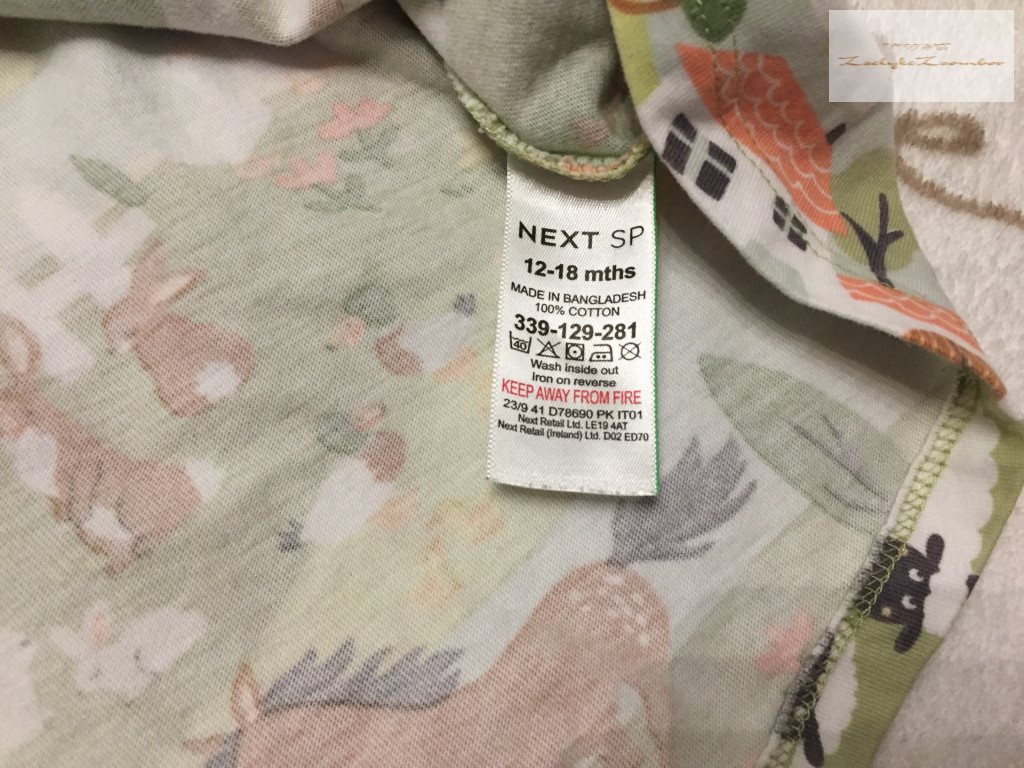 NEXT SP
12-18 mths
MADE IN BANGLADESH
100% COTTON
339-129-281
40
Wash inside out
Iron on reverse
KEEP AWAY FROM FIRE
23/9 41 D78690 PK IT01
Next Retail Ltd. LE19 4AT
Next Retail (Ireland) Ltd. D02 ED70